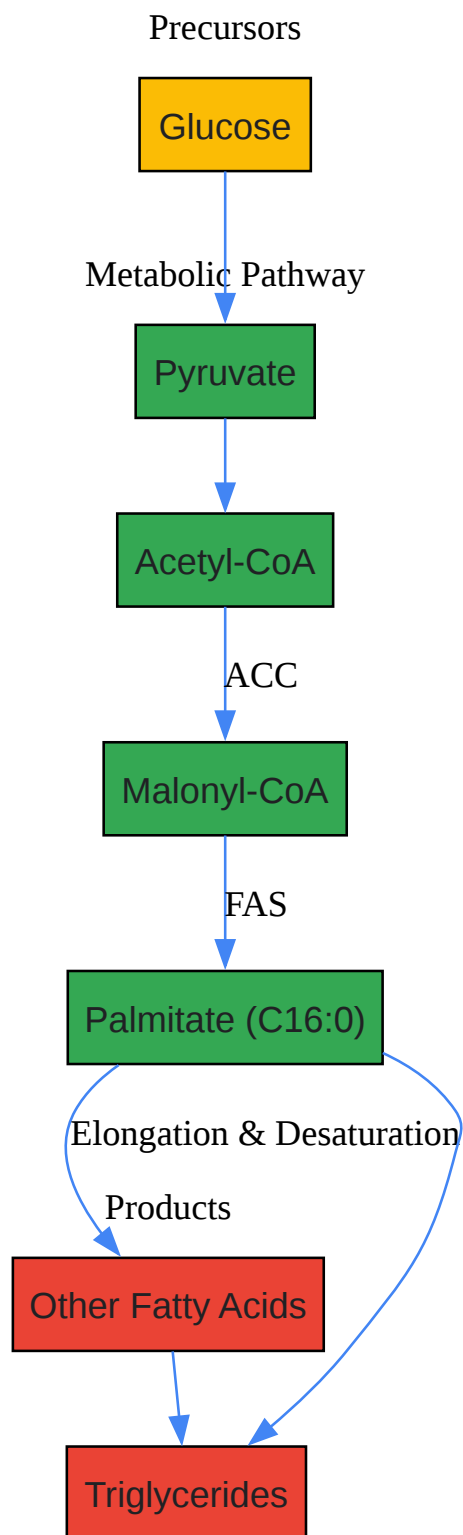 Precursors
Glucose
Metabolic Pathway
Pyruvate
Acetyl-CoA
ACC
Malonyl-CoA
FAS
Palmitate (C16:0)
Elongation & Desaturation
Products
Other Fatty Acids
Triglycerides